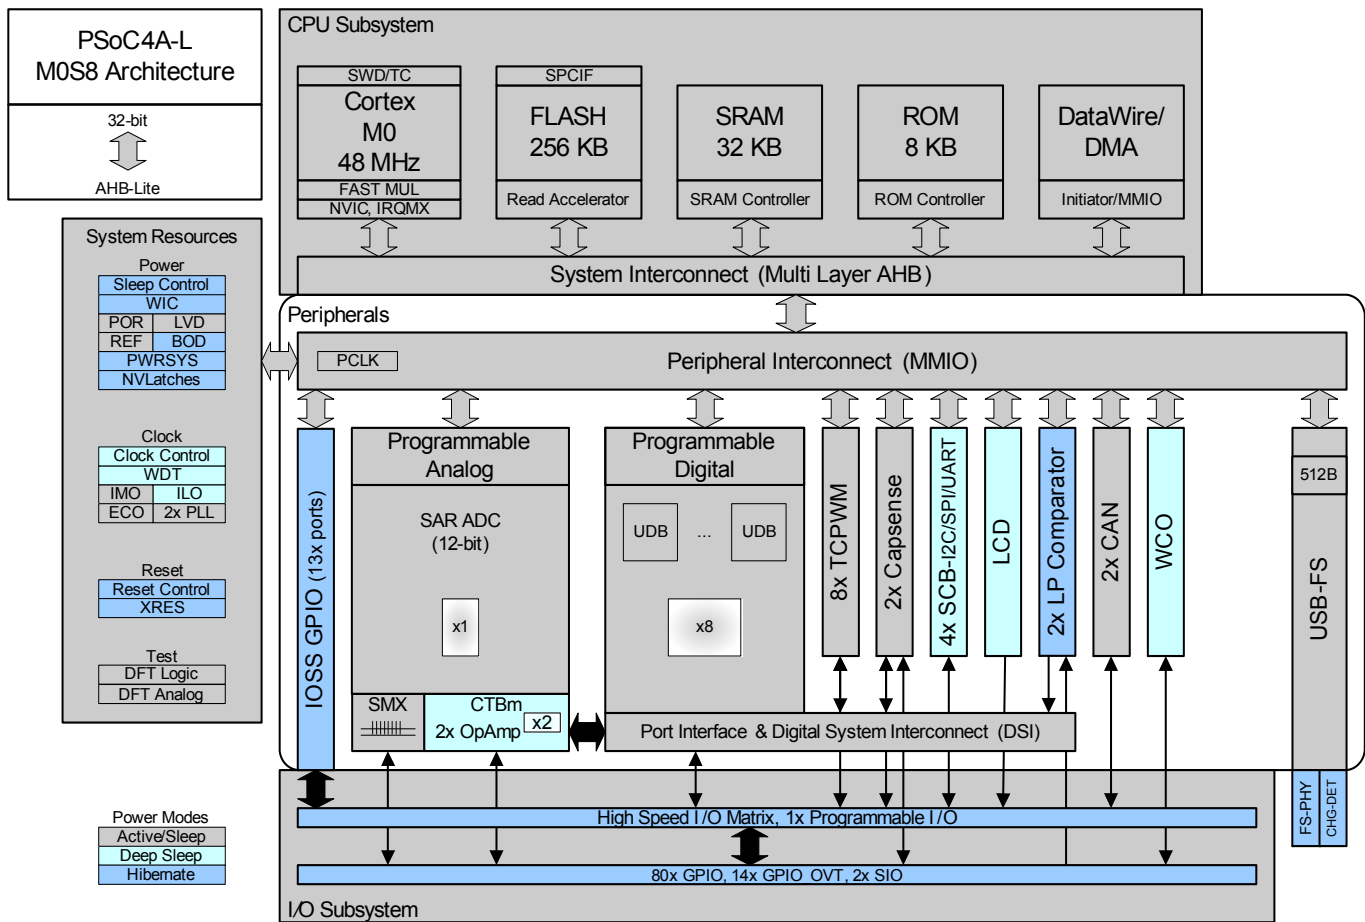 PSoC4A-L
M0S8 Architecture
32-bit
AHB-Lite
CPU Subsystem
SWD/TC
Cortex
M0
48 MHz
FAST MUL
NVIC, IRQMX
SPCIF
FLASH
256 KB
Read Accelerator
SRAM
32 KB
SRAM Controller
ROM
8 KB
ROM Controller
DataWire/
DMA
Initiator/MMIO
System Interconnect (Multi Layer AHB)
System Resources
Power
Sleep Control
WIC
POR LVD
REF BOD
PWRSYS
NVLatches
Clock
Clock Control
WDT
IMO ILO
ECO 2x PLL
Reset
Reset Control
XRES
Test
DFT Logic
DFT Analog
Peripherals
PCLK
Peripheral Interconnect (MMIO)
IOSS GPIO (13x ports)
Programmable
Analog
SAR ADC
(12-bit)
x1
SMX
CTBm
2x OpAmp x2
Programmable
Digital
UDB ... UDB
x8
8x TCPWM
2x Capsense
4x SCB-I2C/SPI/UART
LCD
2x LP Comparator
2x CAN
WCO
512B
USB-FS
FS-PHY
CHG-DET
Port Interface & Digital System Interconnect (DSI)
High Speed I/O Matrix, 1x Programmable I/O
80x GPIO, 14x GPIO_OVT, 2x SIO
I/O Subsystem
Power Modes
Active/Sleep
Deep Sleep
Hibernate